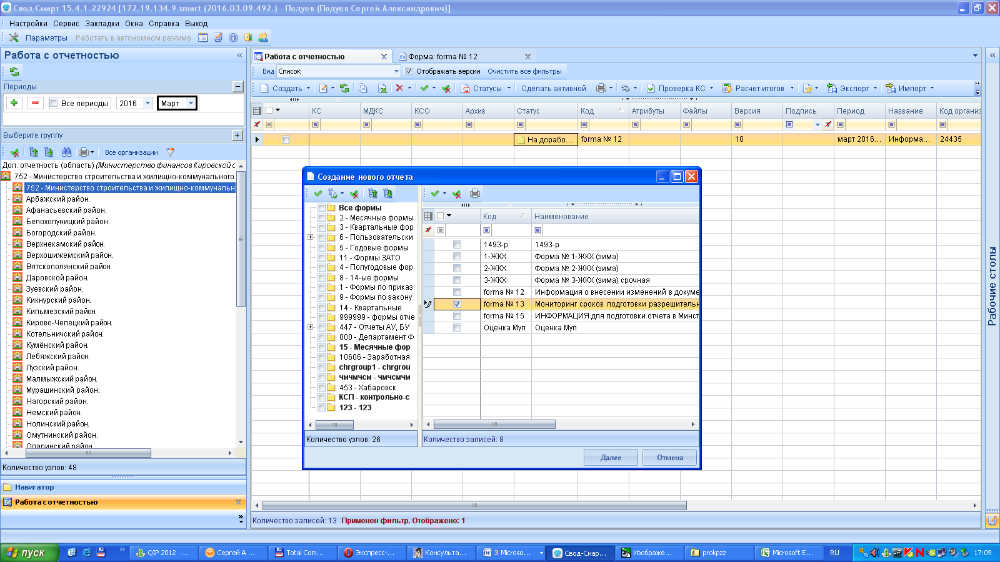 Свод-Смарт 15.4.1.22924 [172.19.134.9.smart (2016.03.09.492.) - Подуев (Подуев Сергей Александрович)]
Настройки Сервис Закладки Окна Справка Выход
Параметры Работать в автономном режиме
Работа с отчетностью «
Периоды
Все периоды 2016 Март
Выберите группу
Все организации
Доп. отчетность (область) (Министерство финансов Кировской о
752 - Министерство строительства и жилищно-коммунального
752 - Министерство строительства и жилищно-коммунальн
Арбажский район.
Афанасьевский район.
Белохолуницкий район.
Богородский район.
Верхнекамский район.
Верхошижемский район.
Вятскополянский район.
Даровской район.
Зуевский район.
Кикнурский район.
Кильмезский район.
Кирово-Чепецкий район.
Котельничский район.
Кумёнский район.
Лебяжский район.
Лузский район.
Малмыжский район.
Мурашинский район.
Нагорский район.
Немский район.
Нолинский район.
Омутнинский район.
Опаринский район.
Количество узлов: 48
Навигатор
Работа с отчетностью
Работа с отчетностью Форма: forma № 12
Вид Список Отображать версии Очистить все фильтры
Создать Статусы Сделать активной Проверка КС Расчет итогов Экспорт Импорт
КС МДКС КСО Архив Статус Код Атрибуты Файлы Версия Подпись Период Название Код организ
На дорабо... forma № 12 10 март 2016... Информа... 24435
Создание нового отчета
Все формы
2 - Месячные формы
3 - Квартальные фор
6 - Пользовательски
5 - Годовые формы
11 - Формы ЗАТО
4 - Полугодовые фор
8 - 14-ые формы
1 - Формы по приказ
9 - Формы по закону
14 - Квартальные
999999 - формы отче
447 - Отчеты АУ, БУ
000 - Департамент Ф
15 - Месячные фор
10606 - Заработная
chrgroup1 - chrgrou
чмчмчсм - чмчсмчм
453 - Хабаровск
КСП - контрольно-с
123 - 123
Количество узлов: 26
Код Наименование
1493-р 1493-р
1-ЖКХ Форма № 1-ЖКХ (зима)
2-ЖКХ Форма № 2-ЖКХ (зима)
3-ЖКХ Форма № 3-ЖКХ (зима) срочная
forma № 12 Информация о внесении изменений в докуме
forma № 13 Мониторинг сроков подготовки разрешительн
forma № 15 ИНФОРМАЦИЯ для подготовки отчета в Минст
Оценка Муп Оценка Муп
Количество записей: 8
Далее Отмена
Количество записей: 13 Применен фильтр. Отображено: 1
Рабочие столы
пуск QIP 2012 ... Сергей А ... Total Com... Экспресс-... Консульта... 3 Microso... Свод-Смар... Изображе... prokpzz Microsoft E... RU 17:09